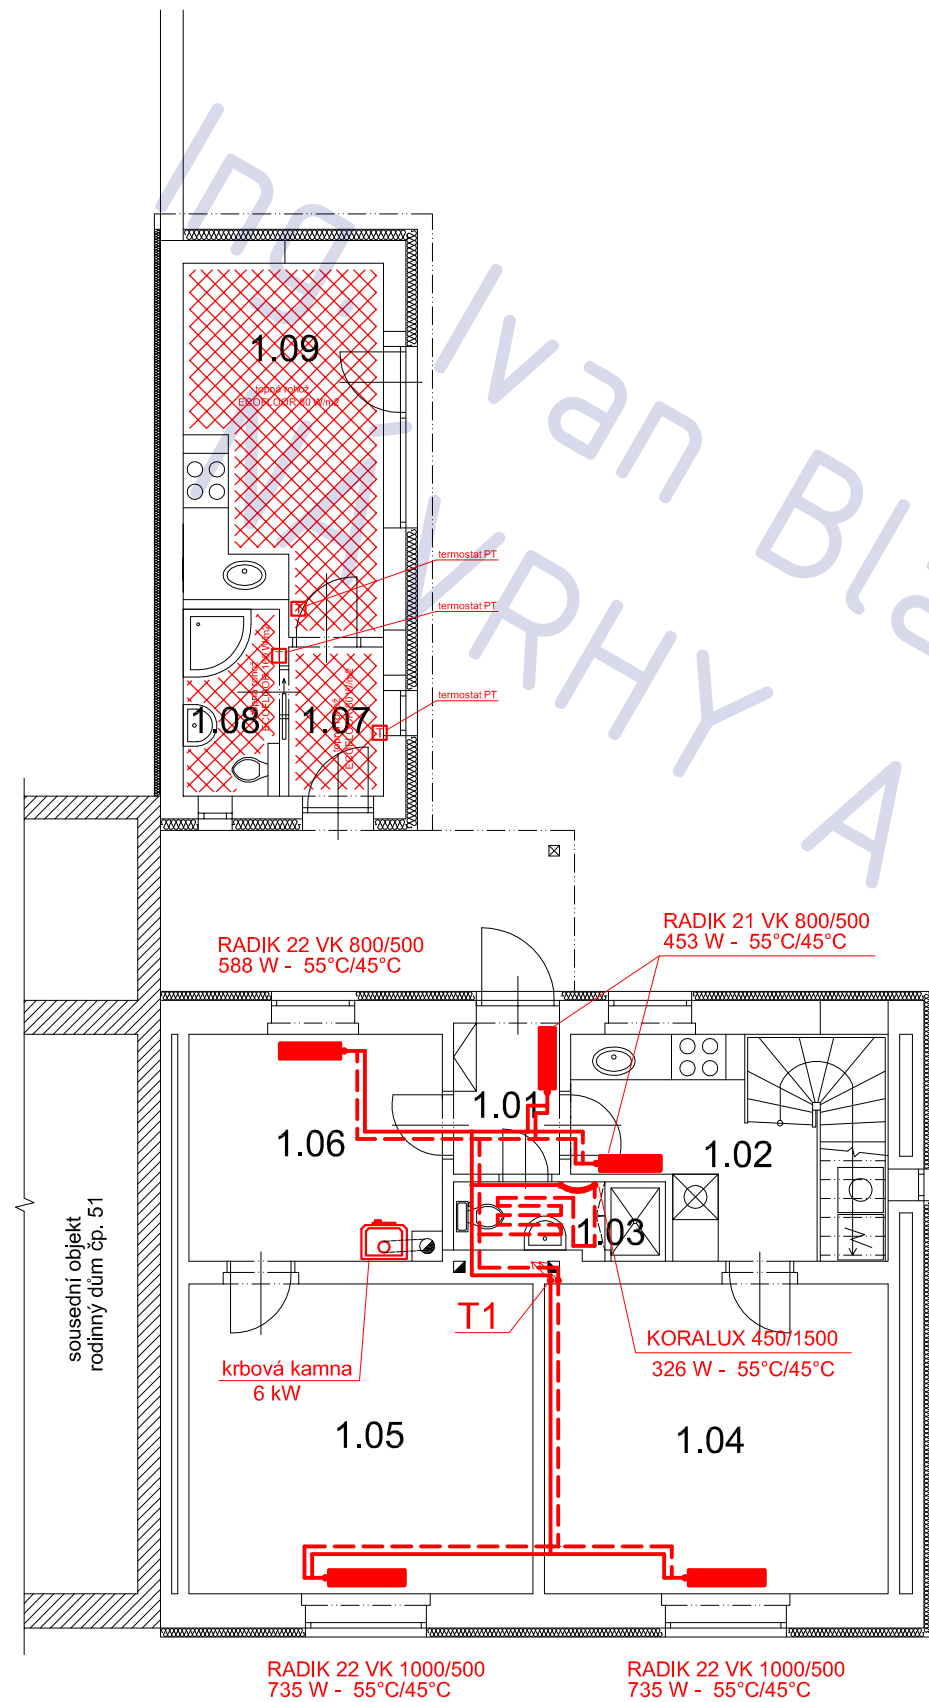 Ing. Ivan Bla
NÁVRHY A
1.09
topná rohož
ECOFLOOR 80 W/m2
termostat PT
termostat PT
termostat PT
topná rohož
1.08
1.07
RADIK 22 VK 800/500
588 W - 55°C/45°C
RADIK 21 VK 800/500
453 W - 55°C/45°C
1.01
1.06
1.02
1.03
sousední objekt
rodinný dům čp. 51
T1
krbová kamna
6 kW
KORALUX 450/1500
326 W - 55°C/45°C
1.05
1.04
RADIK 22 VK 1000/500
735 W - 55°C/45°C
RADIK 22 VK 1000/500
735 W - 55°C/45°C